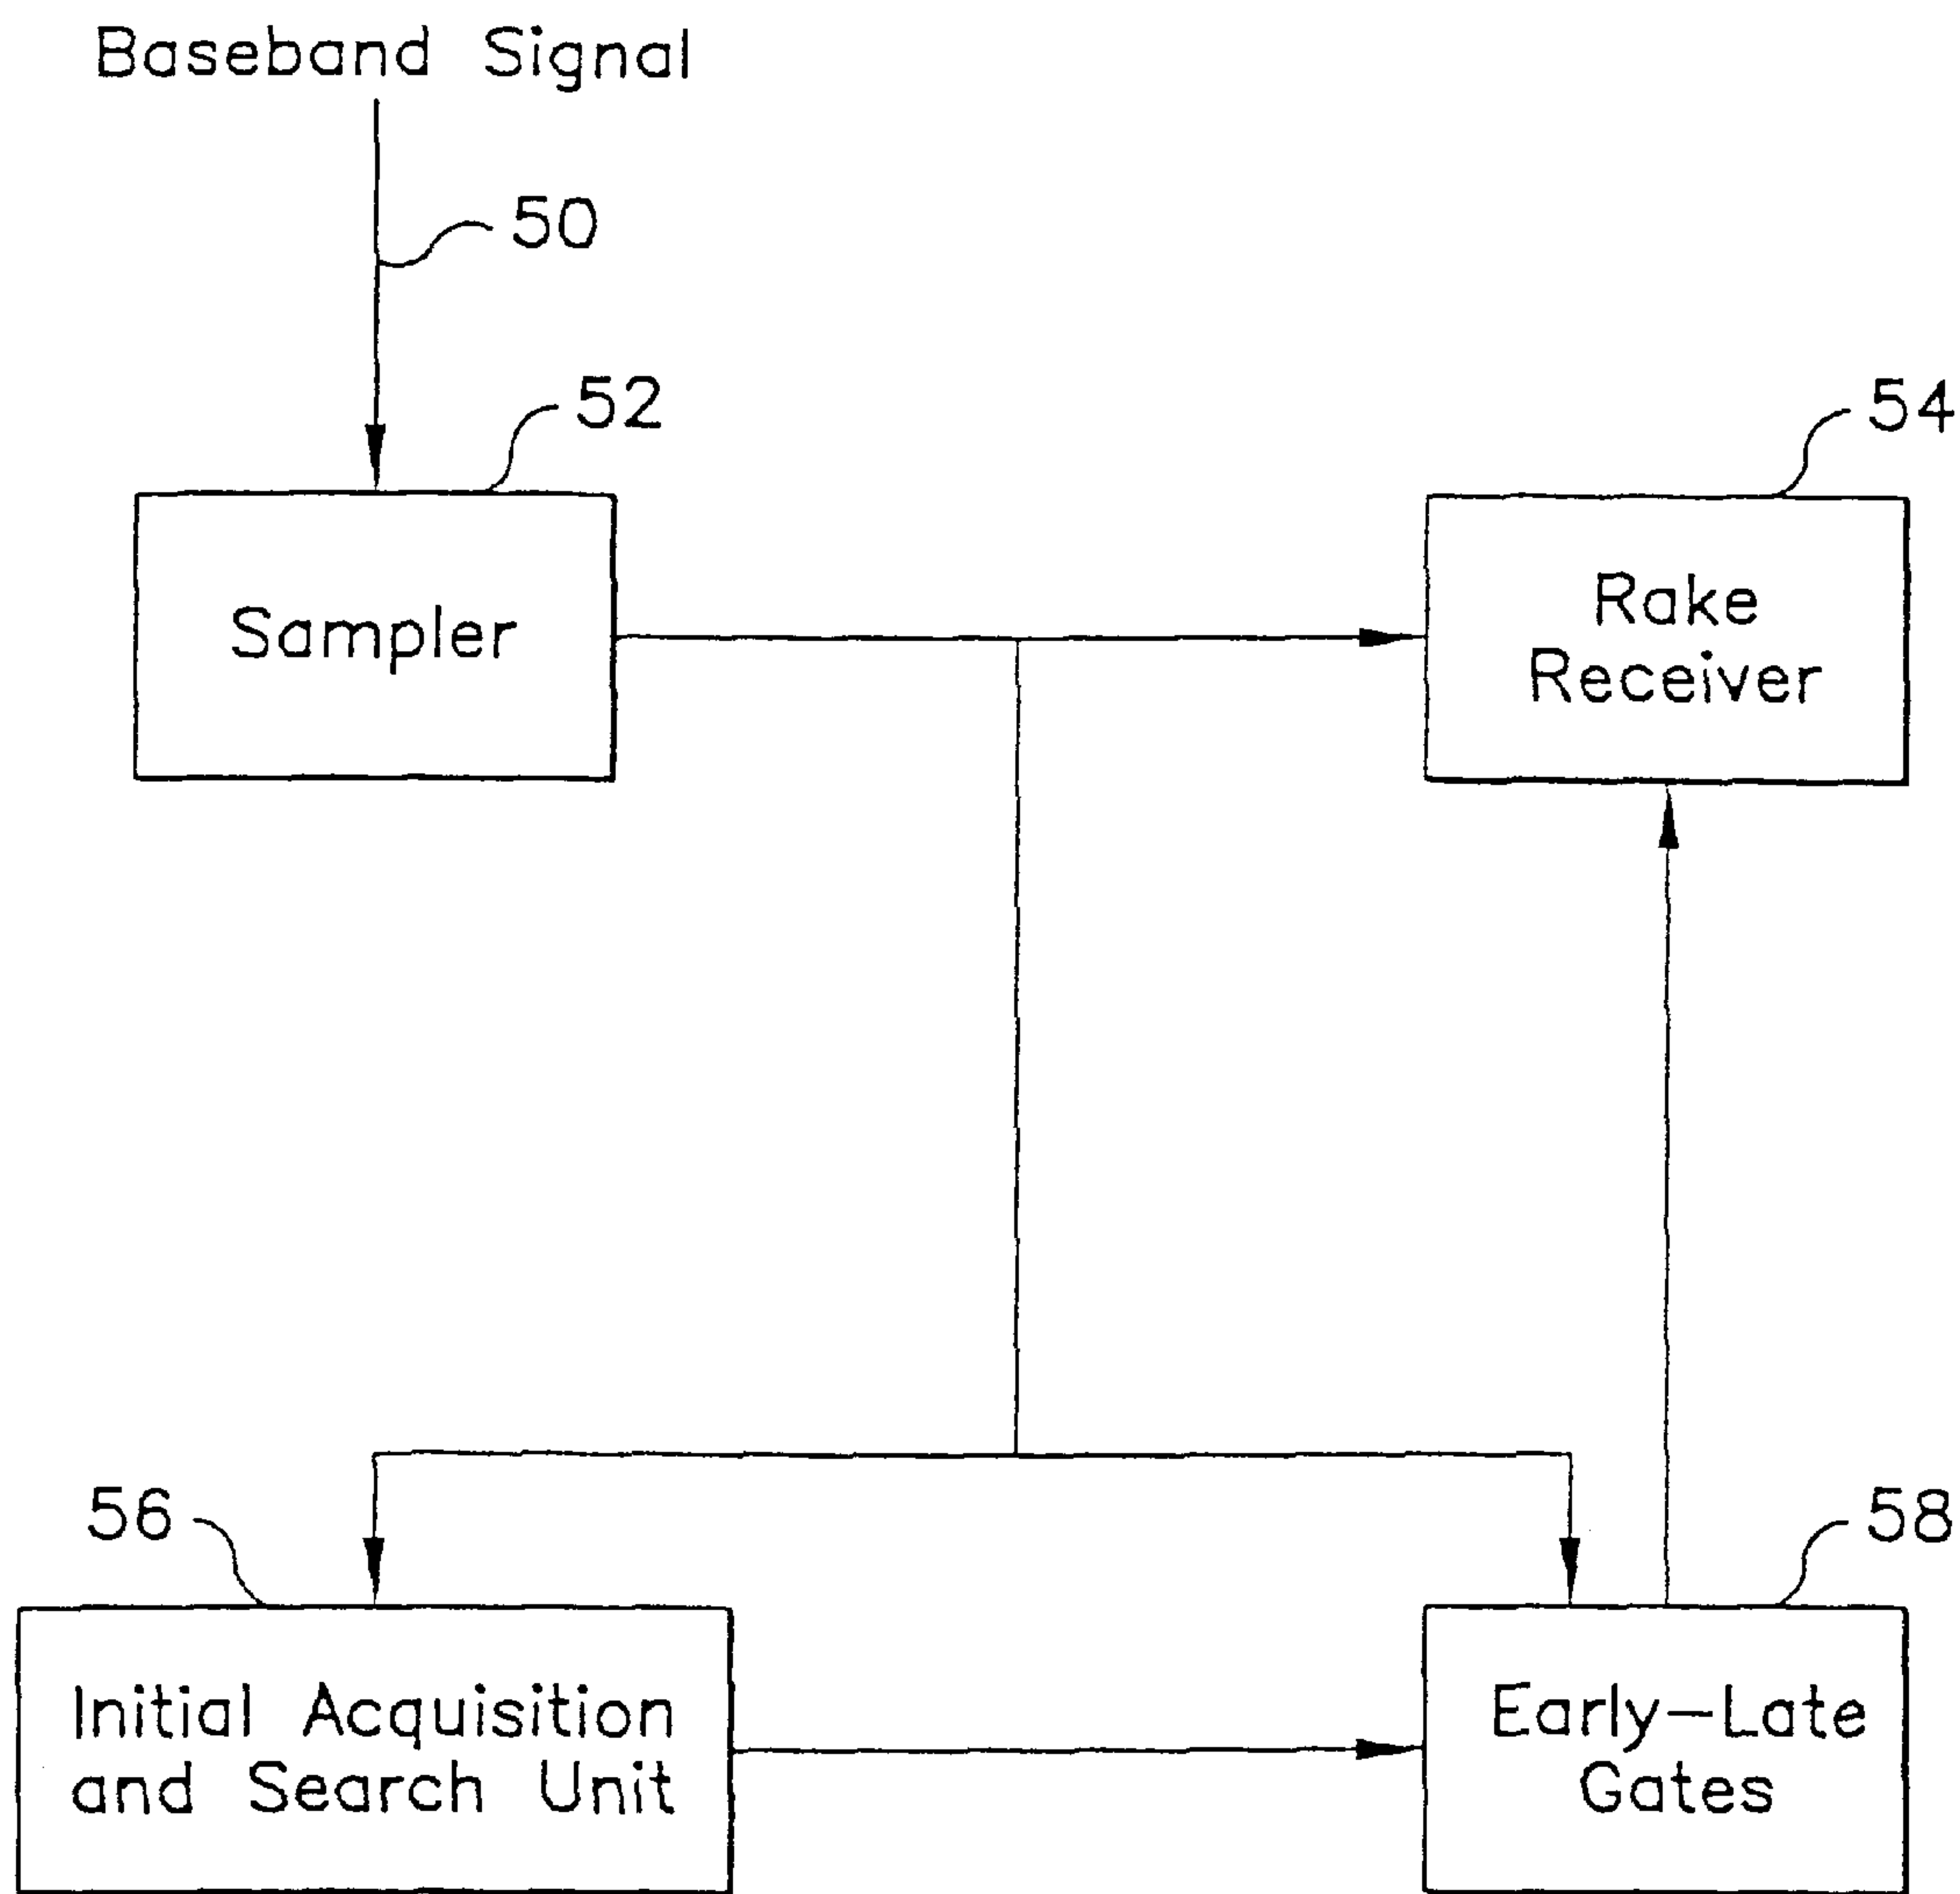 Baseband Signal
50
52
54
Sampler
Rake
Receiver
56
58
Initial Acquisition
and Search Unit
Early-Late
Gates